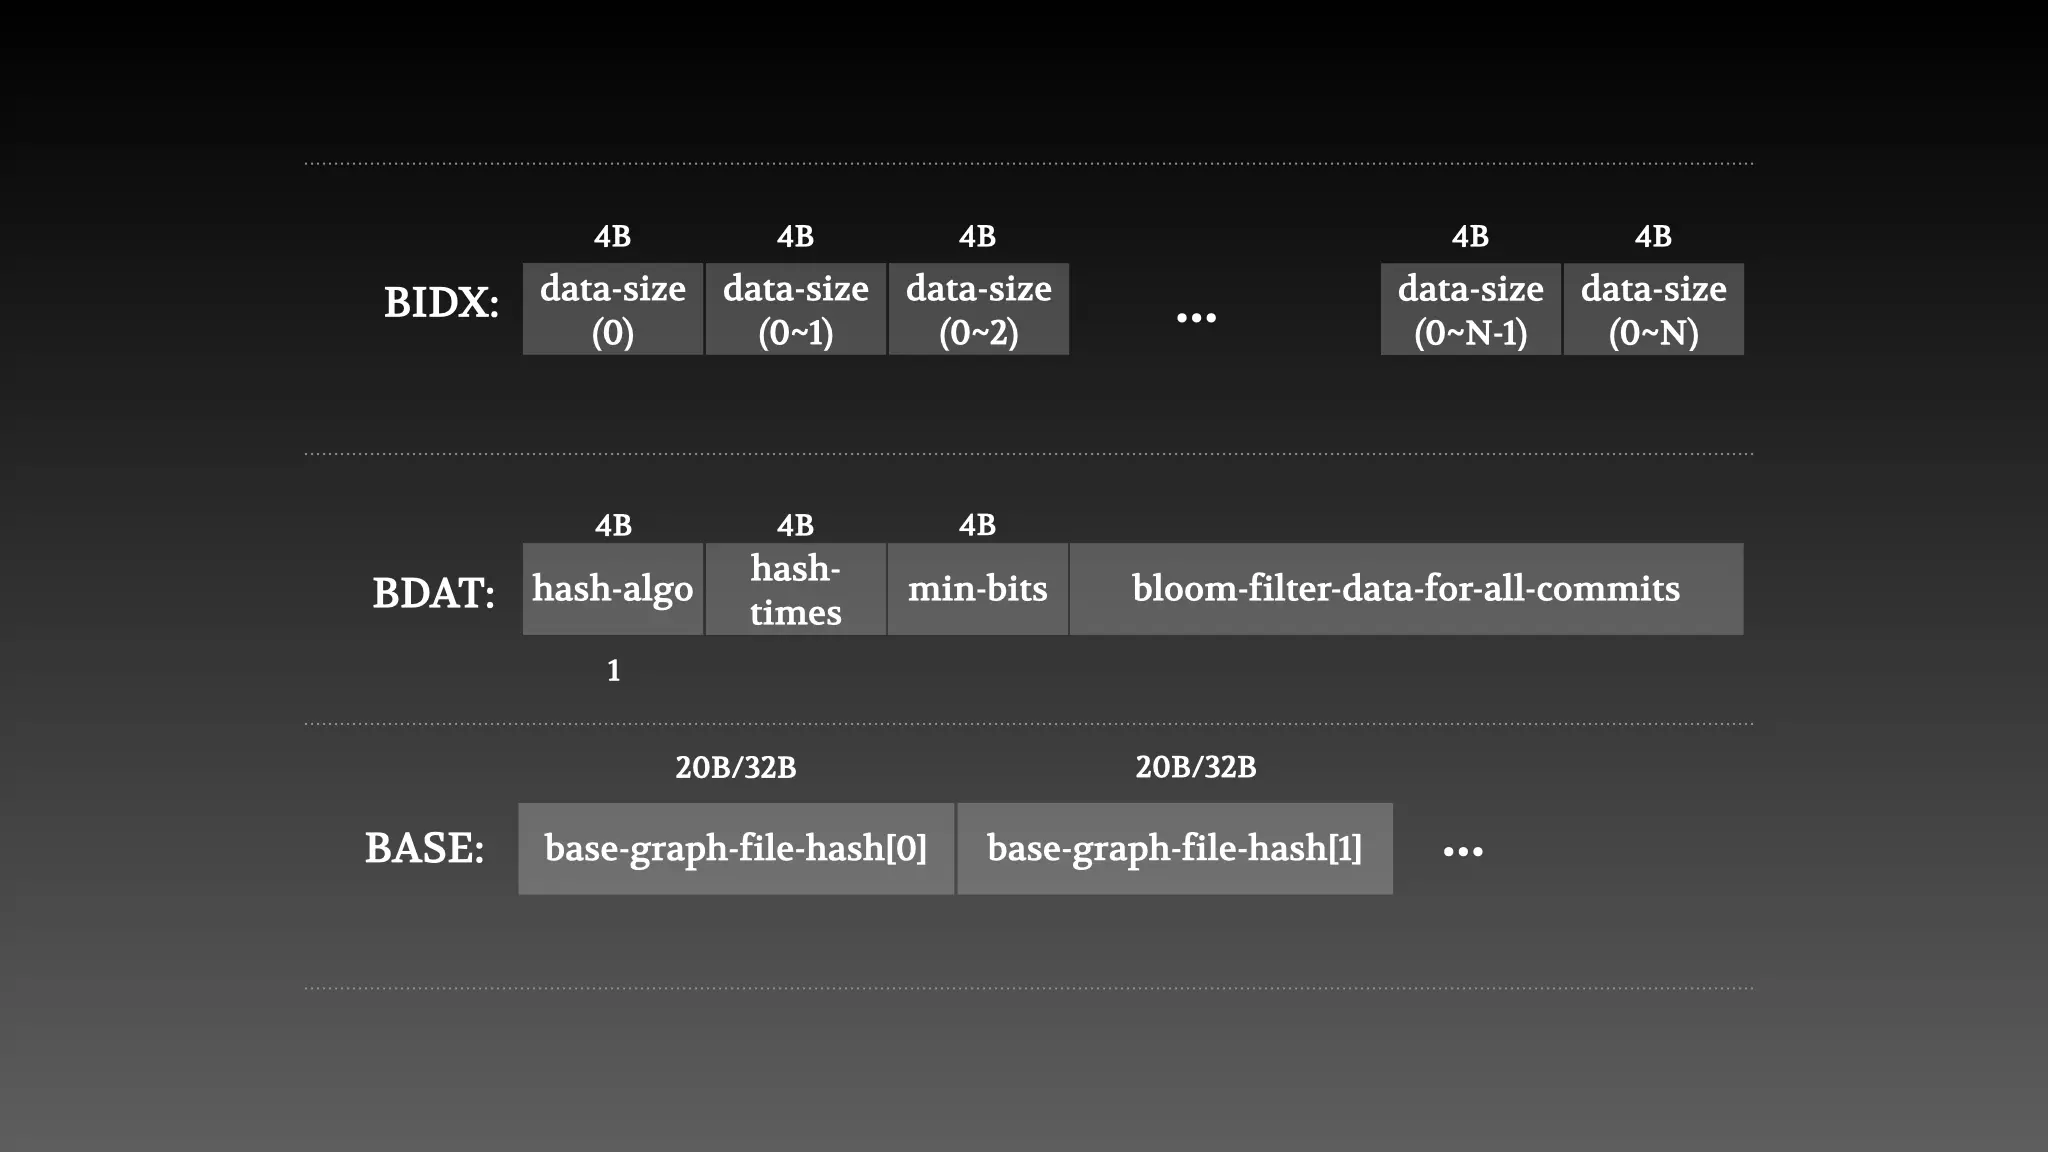 4B 4B 4B 4B 4B
BIDX: data-size data-size data-size ... data-size data-size
(0) (0~1) (0~2) (0~N-1) (0~N)
4B 4B 4B
BDAT: hash-algo hash-times min-bits bloom-filter-data-for-all-commits
1
20B/32B 20B/32B
BASE: base-graph-file-hash[0] base-graph-file-hash[1] ...